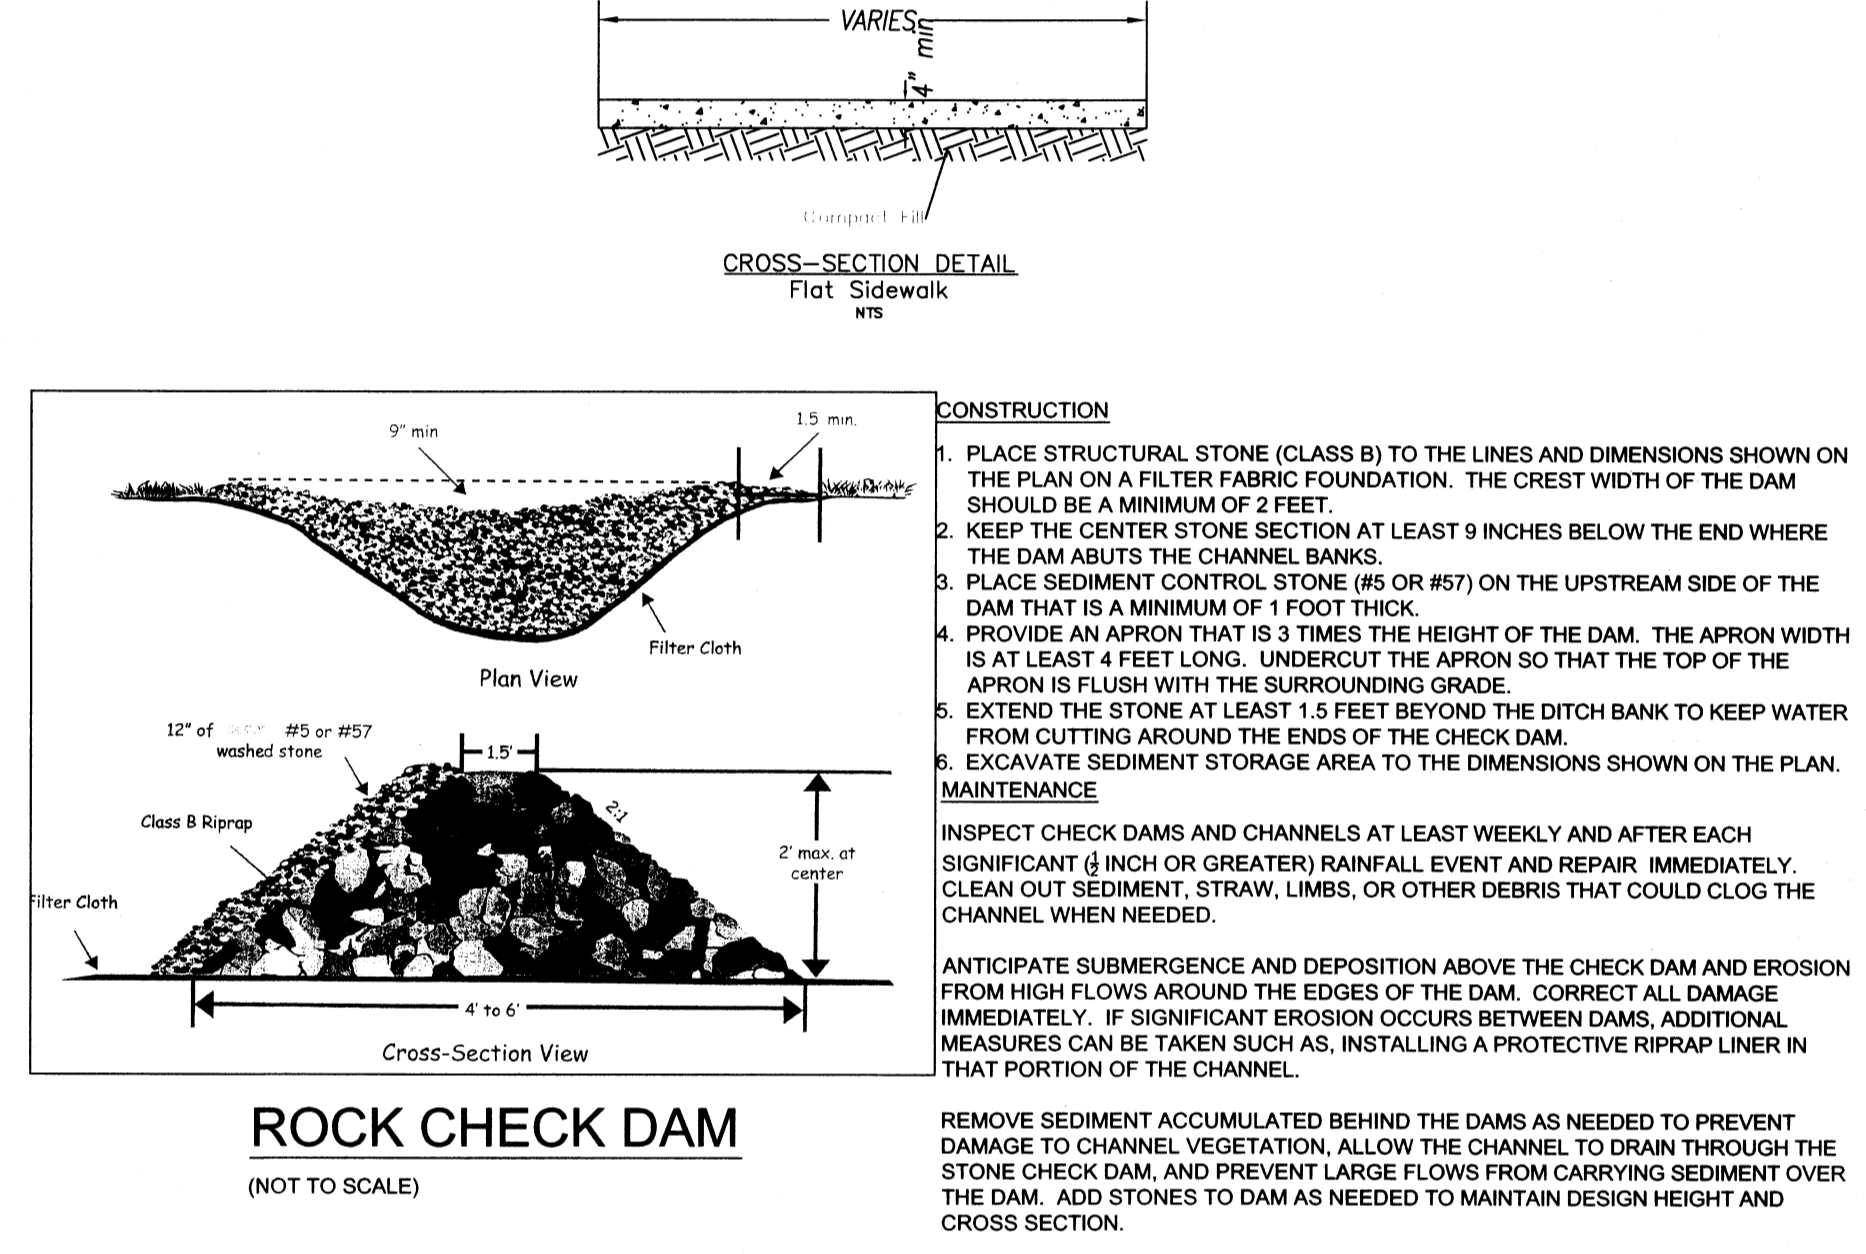 VARIES
4" min
Compact Fill
CROSS-SECTION DETAIL
Flat Sidewalk
NTS
9" min
1.5 min.
Filter Cloth
Plan View
12" of #5 or #57
washed stone
1.5'
2:1
Class B Riprap
2' max. at
center
Filter Cloth
4' to 6'
Cross-Section View
ROCK CHECK DAM
(NOT TO SCALE)
CONSTRUCTION
1. PLACE STRUCTURAL STONE (CLASS B) TO THE LINES AND DIMENSIONS SHOWN ON
THE PLAN ON A FILTER FABRIC FOUNDATION. THE CREST WIDTH OF THE DAM
SHOULD BE A MINIMUM OF 2 FEET.
2. KEEP THE CENTER STONE SECTION AT LEAST 9 INCHES BELOW THE END WHERE
THE DAM ABUTS THE CHANNEL BANKS.
3. PLACE SEDIMENT CONTROL STONE (#5 OR #57) ON THE UPSTREAM SIDE OF THE
DAM THAT IS A MINIMUM OF 1 FOOT THICK.
4. PROVIDE AN APRON THAT IS 3 TIMES THE HEIGHT OF THE DAM. THE APRON WIDTH
IS AT LEAST 4 FEET LONG. UNDERCUT THE APRON SO THAT THE TOP OF THE
APRON IS FLUSH WITH THE SURROUNDING GRADE.
5. EXTEND THE STONE AT LEAST 1.5 FEET BEYOND THE DITCH BANK TO KEEP WATER
FROM CUTTING AROUND THE ENDS OF THE CHECK DAM.
6. EXCAVATE SEDIMENT STORAGE AREA TO THE DIMENSIONS SHOWN ON THE PLAN.
MAINTENANCE
INSPECT CHECK DAMS AND CHANNELS AT LEAST WEEKLY AND AFTER EACH
SIGNIFICANT (½ INCH OR GREATER) RAINFALL EVENT AND REPAIR IMMEDIATELY.
CLEAN OUT SEDIMENT, STRAW, LIMBS, OR OTHER DEBRIS THAT COULD CLOG THE
CHANNEL WHEN NEEDED.
ANTICIPATE SUBMERGENCE AND DEPOSITION ABOVE THE CHECK DAM AND EROSION
FROM HIGH FLOWS AROUND THE EDGES OF THE DAM. CORRECT ALL DAMAGE
IMMEDIATELY. IF SIGNIFICANT EROSION OCCURS BETWEEN DAMS, ADDITIONAL
MEASURES CAN BE TAKEN SUCH AS, INSTALLING A PROTECTIVE RIPRAP LINER IN
THAT PORTION OF THE CHANNEL.
REMOVE SEDIMENT ACCUMULATED BEHIND THE DAMS AS NEEDED TO PREVENT
DAMAGE TO CHANNEL VEGETATION, ALLOW THE CHANNEL TO DRAIN THROUGH THE
STONE CHECK DAM, AND PREVENT LARGE FLOWS FROM CARRYING SEDIMENT OVER
THE DAM. ADD STONES TO DAM AS NEEDED TO MAINTAIN DESIGN HEIGHT AND
CROSS SECTION.